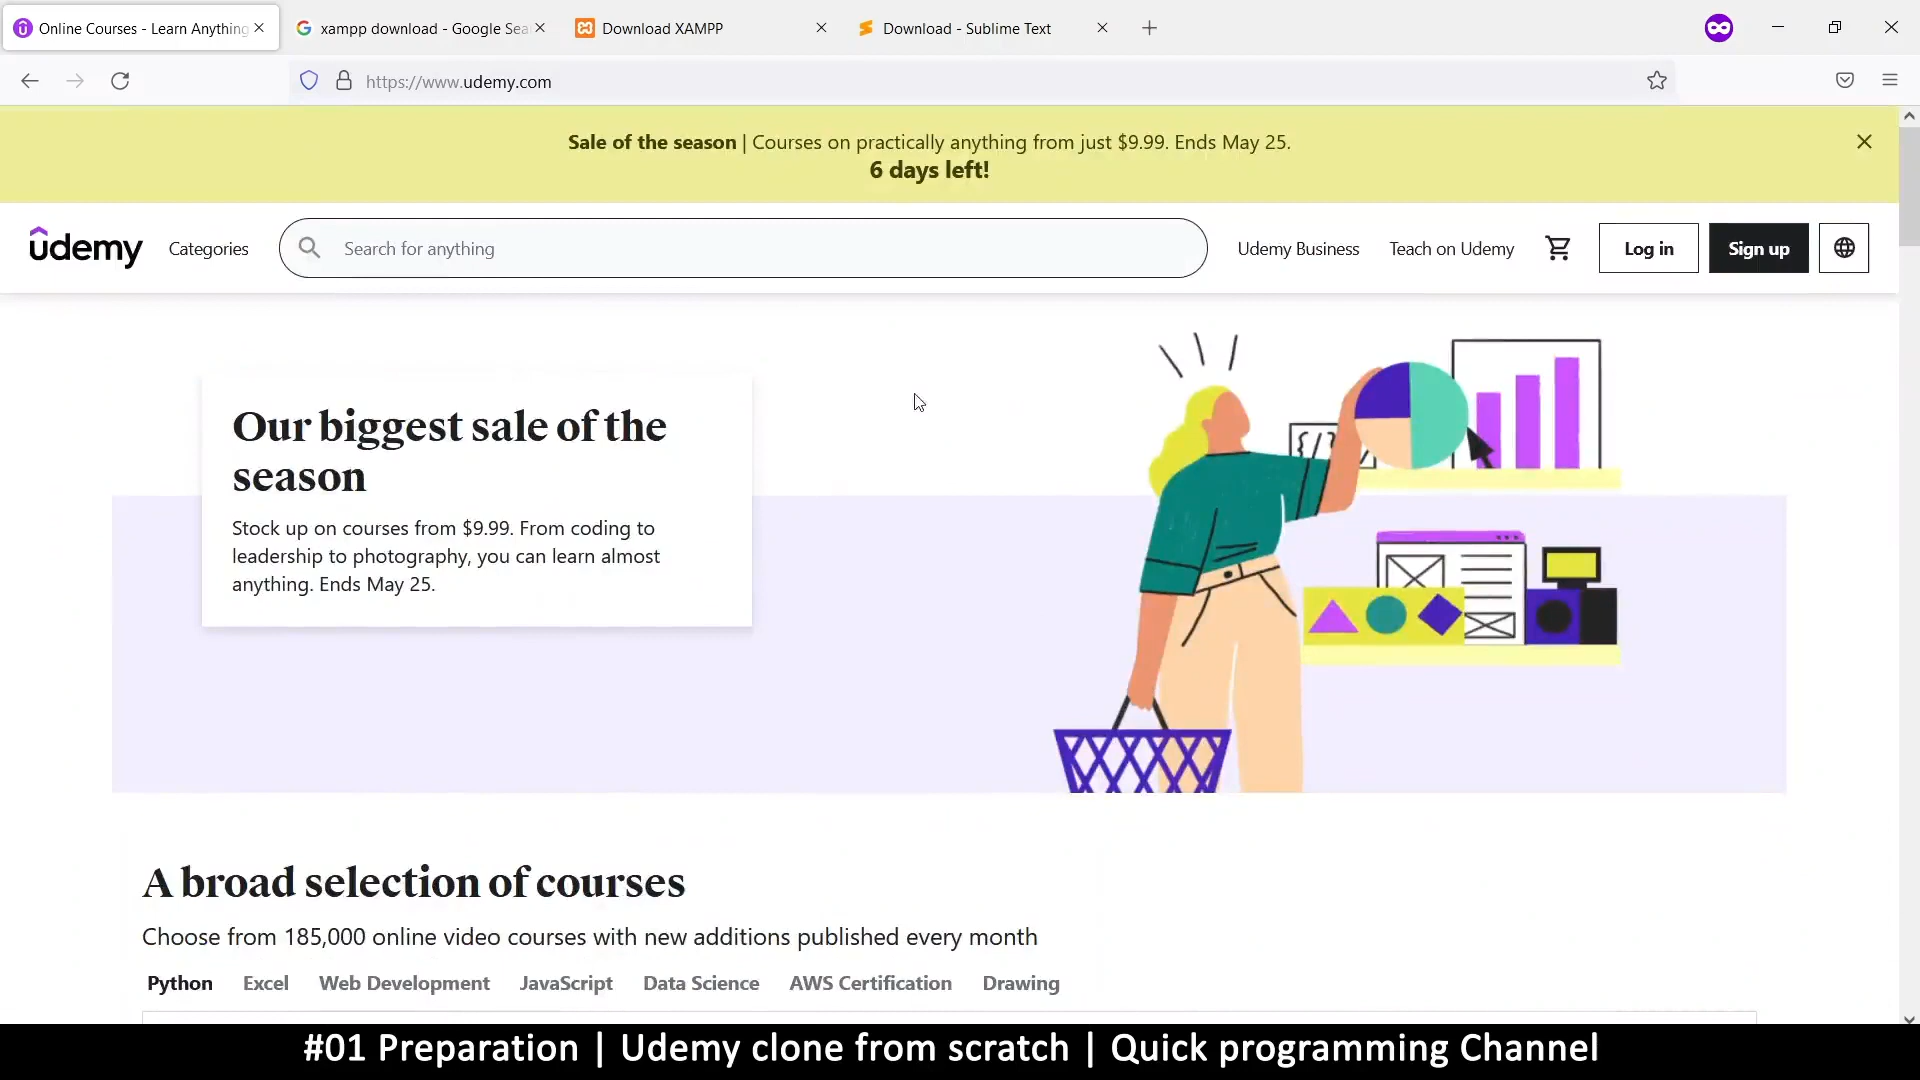 Online Courses - Learn Anything
xampp download - Google Sea
Download XAMPP
Download - Sublime Text
https://www.udemy.com
Sale of the season | Courses on practically anything from just $9.99. Ends May 25.
6 days left!
udemy
Categories
Search for anything
Udemy Business
Teach on Udemy
Log in
Sign up
{/}
Our biggest sale of the
season
Stock up on courses from $9.99. From coding to
leadership to photography, you can learn almost
anything. Ends May 25.
A broad selection of courses
Choose from 185,000 online video courses with new additions published every month
Python
Excel
Web Development
JavaScript
Data Science
AWS Certification
Drawing
#01 Preparation | Udemy clone from scratch | Quick programming Channel